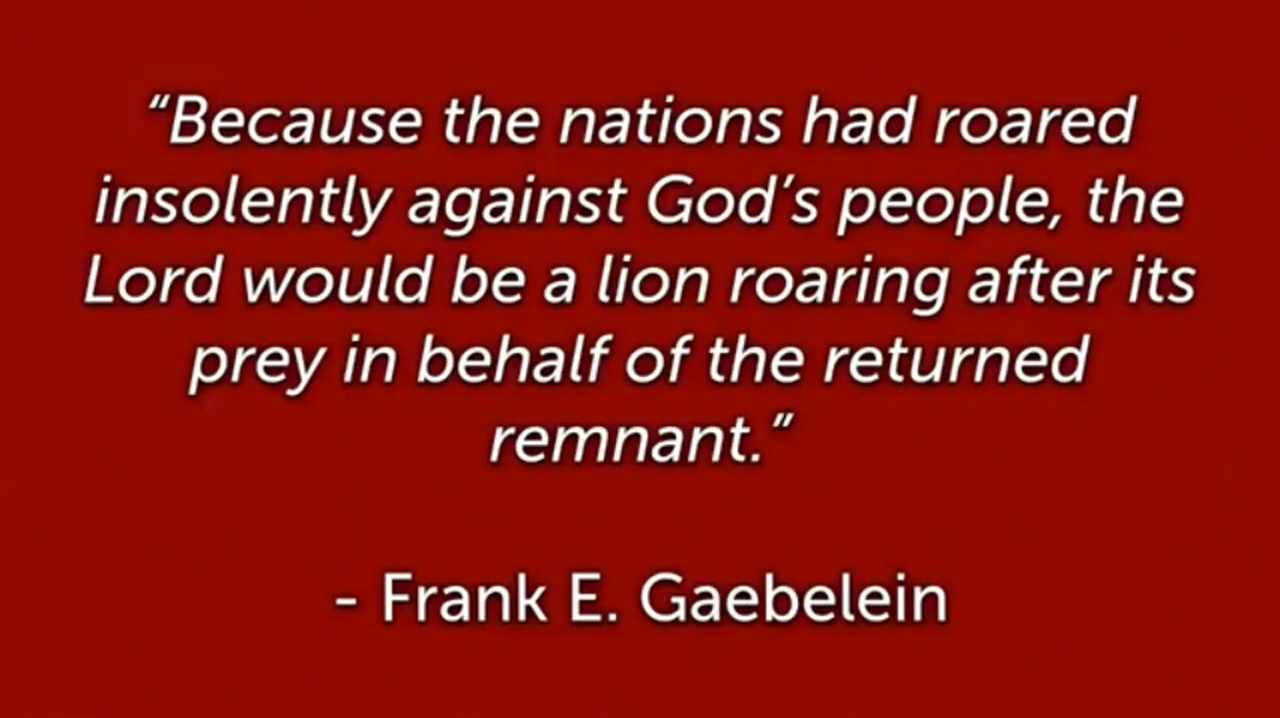 “Because the nations had roared
insolently against God’s people, the
Lord would be a lion roaring after its
prey in behalf of the returned
remnant.”
- Frank E. Gaebelein